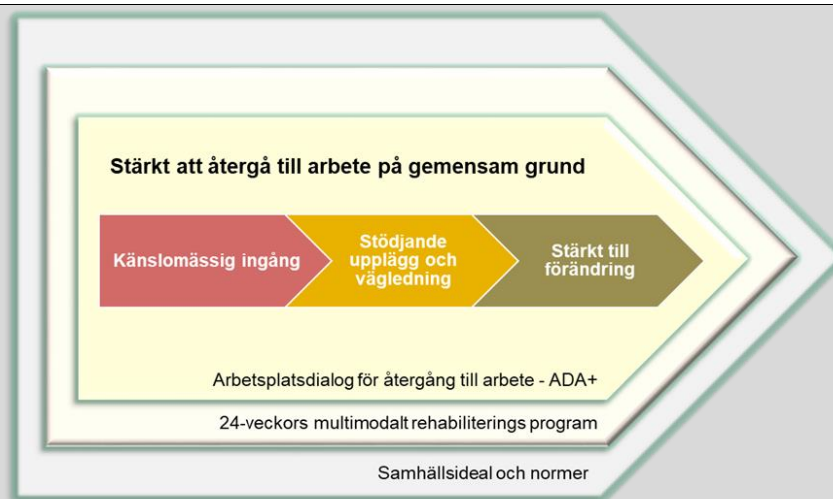 Stärkt att återgå till arbete på gemensam grund
Känslomässig ingång
Stödjande
upplägg och
vägledning
Stärkt till
förändring
Arbetsplatsdialog för återgång till arbete - ADA+
24-veckors multimodalt rehabiliterings program
Samhällsideal och normer